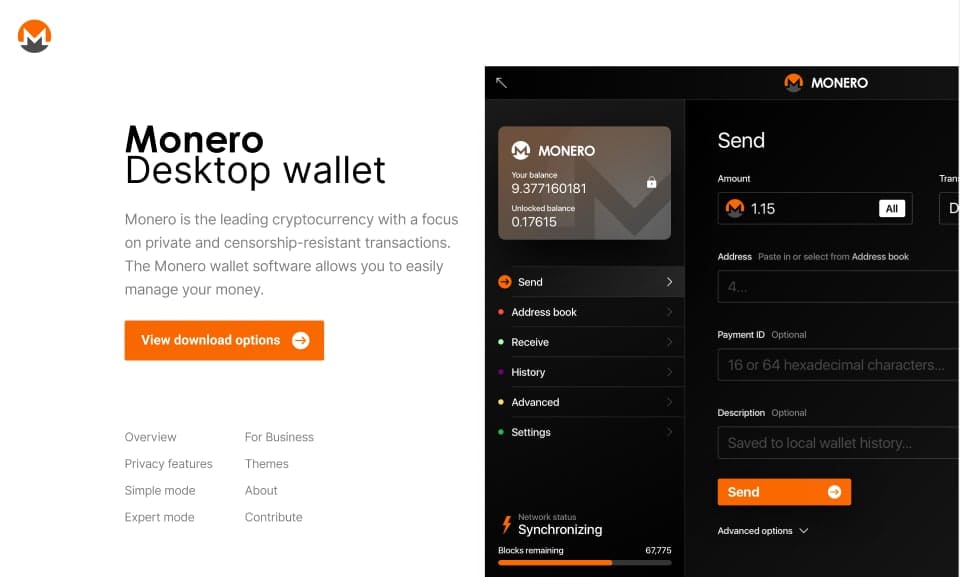 Monero
Desktop wallet
Monero is the leading cryptocurrency with a focus
on private and censorship-resistant transactions.
The Monero wallet software allows you to easily
manage your money.
View download options
Overview
For Business
Privacy features
Themes
Simple mode
About
Expert mode
Contribute
MONERO
MONERO
Your balance
9.377160181
Unlocked balance
0.17615
Send
Address book
Receive
History
Advanced
Settings
Network status
Synchronizing
Blocks remaining 67,775
Send
Amount
Tran
1.15 All
D
Address Paste in or select from Address book
4...
Payment ID Optional
16 or 64 hexadecimal characters...
Description Optional
Saved to local wallet history...
Send
Advanced options